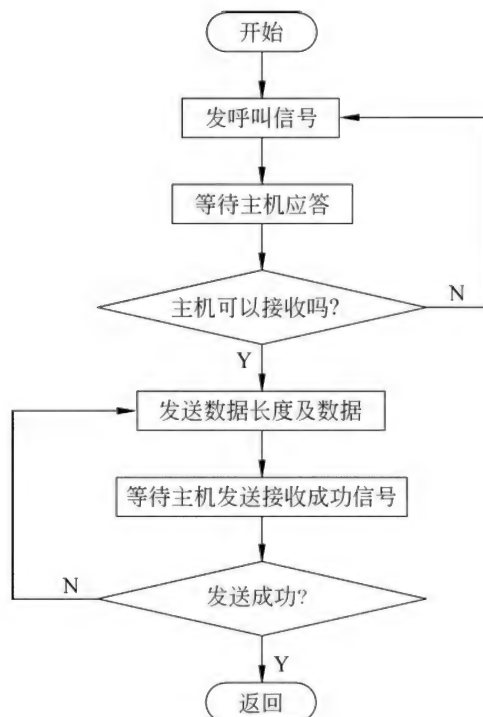 开始
发呼叫信号
等待主机应答
主机可以接收吗?
N
Y
发送数据长度及数据
等待主机发送接收成功信号
N
发送成功?
Y
返回